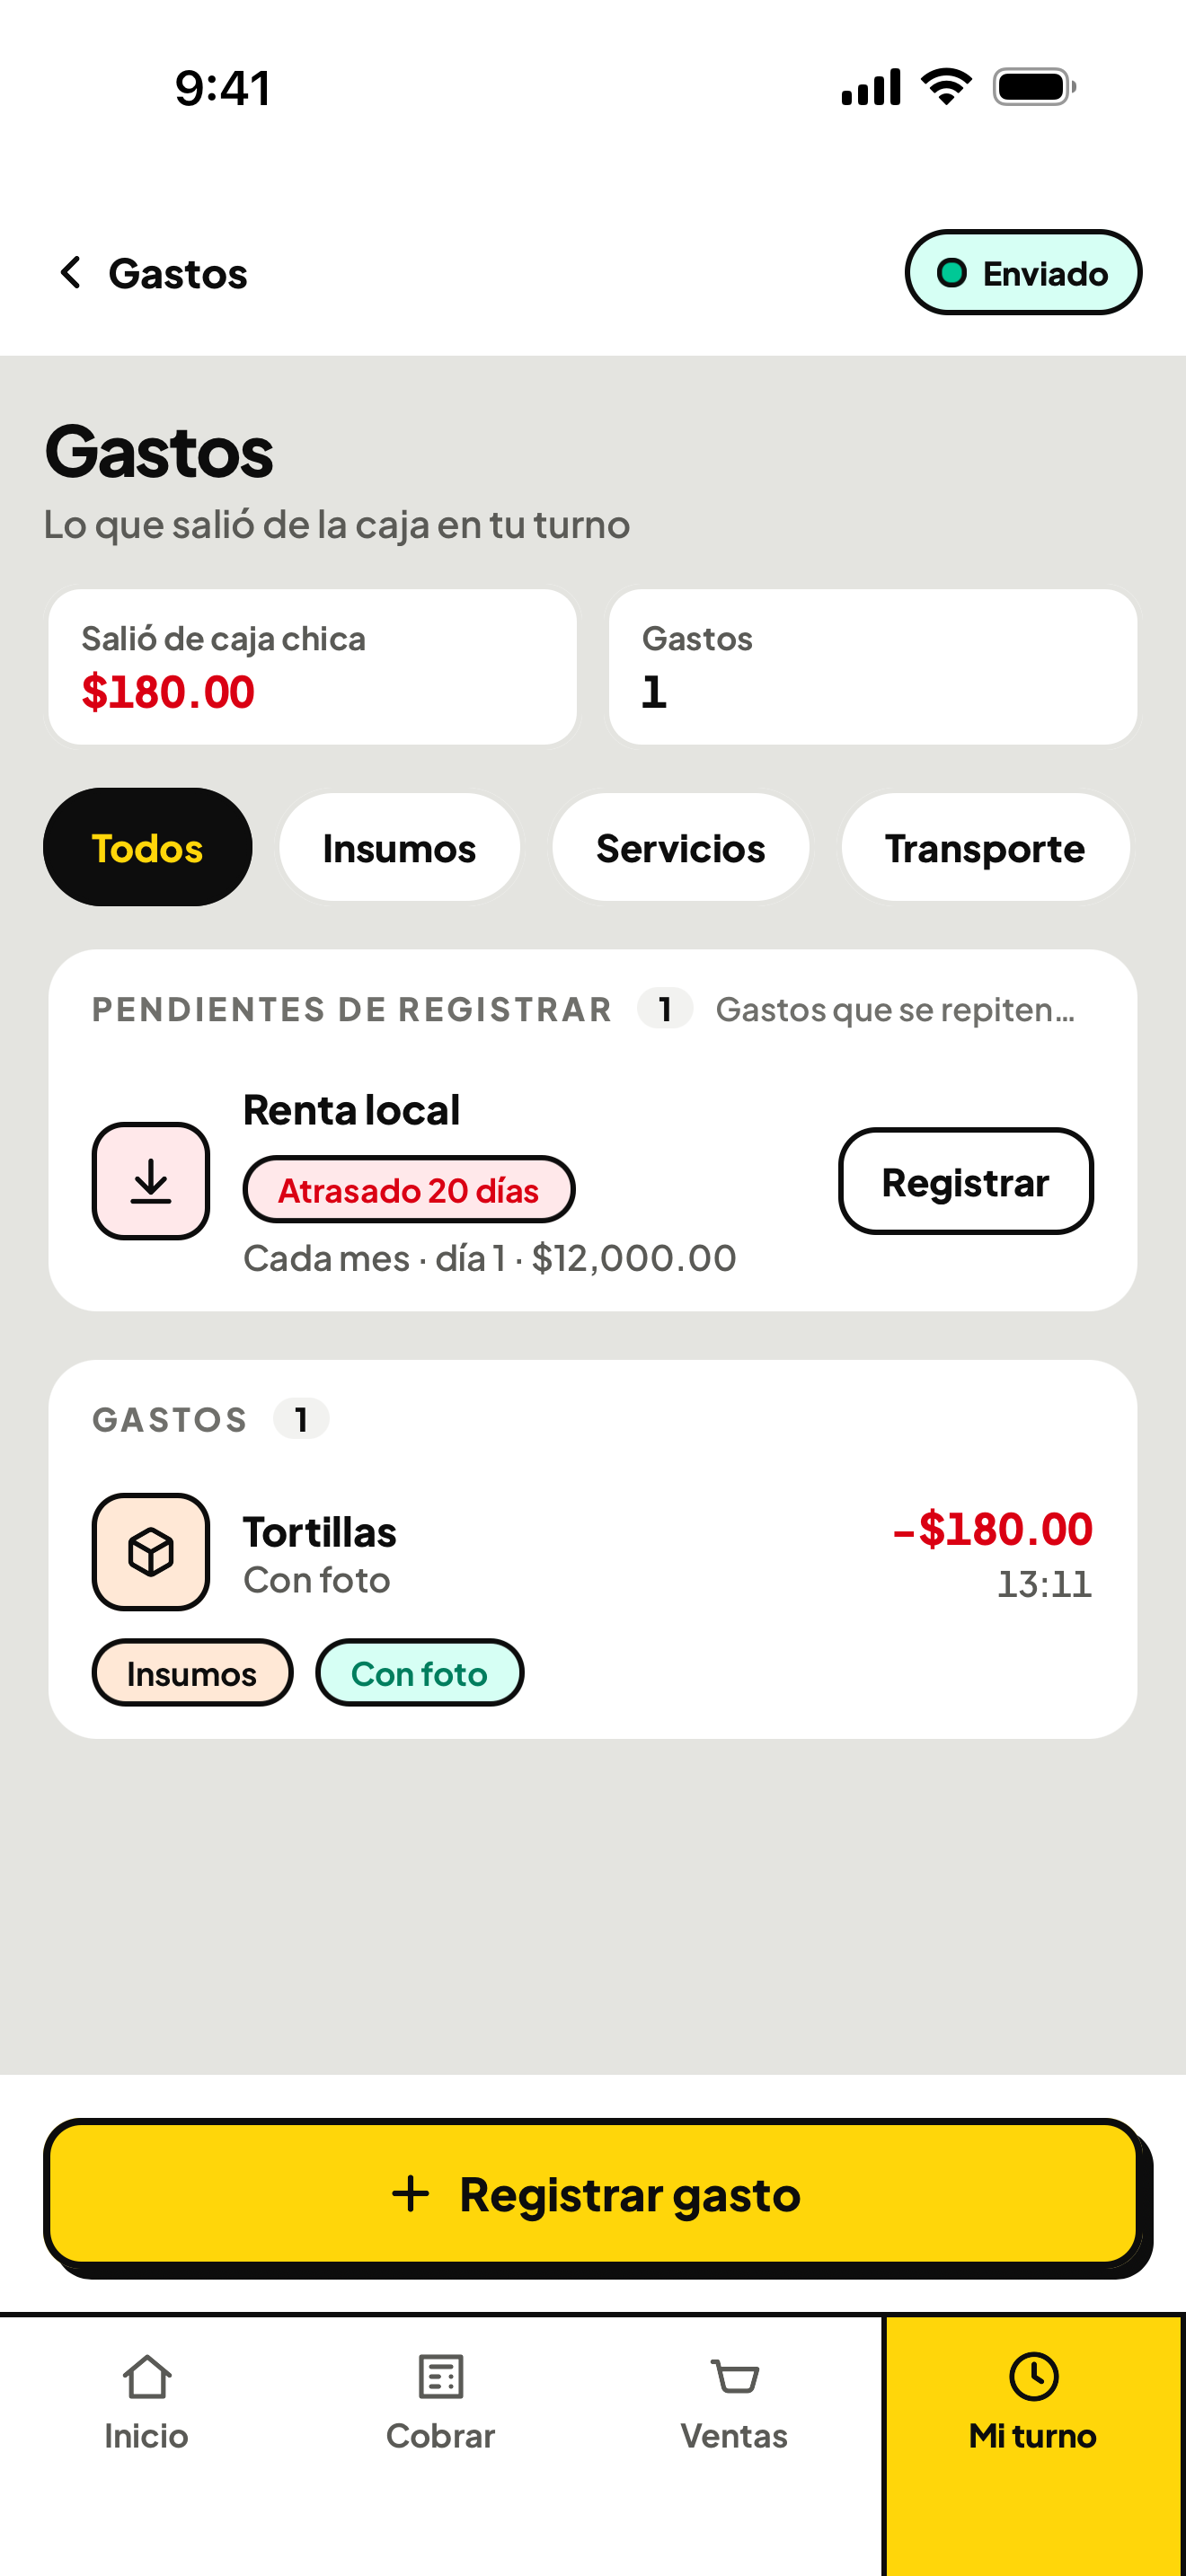 9:41
Gastos
Enviado
Gastos
Lo que salió de la caja en tu turno
Salió de caja chica
$180.00
Gastos
1
Todos
Insumos
Servicios
Transporte
PENDIENTES DE REGISTRAR 1 Gastos que se repiten...
Renta local
Atrasado 20 días
Cada mes · día 1 · $12,000.00
Registrar
GASTOS 1
Tortillas
Con foto
-$180.00
13:11
Insumos
Con foto
+ Registrar gasto
Inicio
Cobrar
Ventas
Mi turno